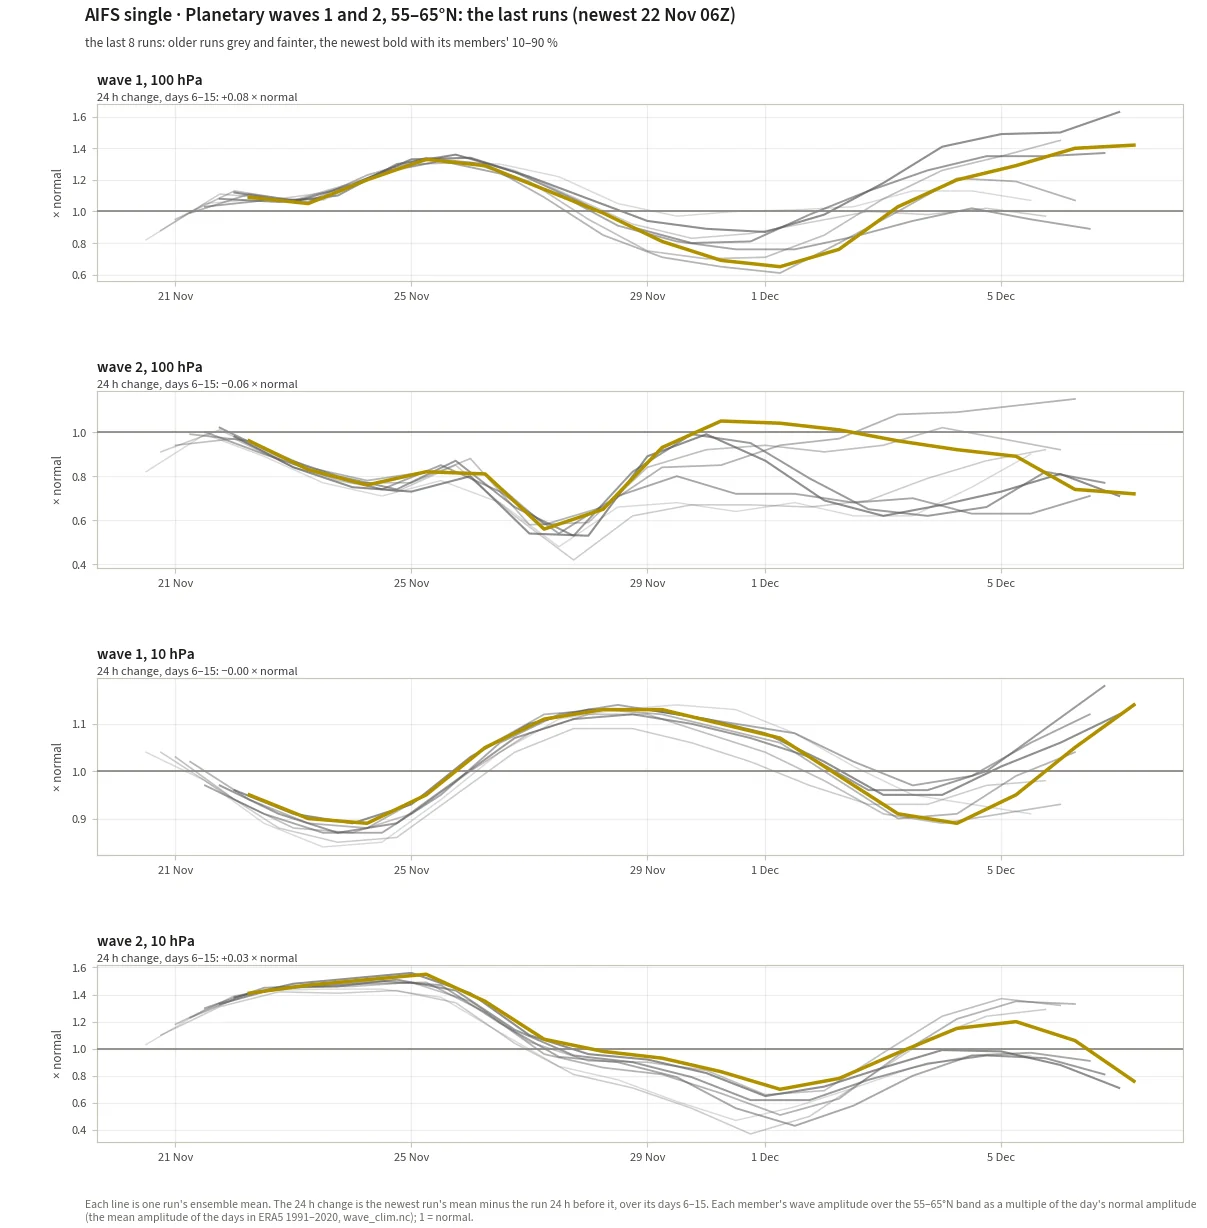 AIFS single · Planetary waves 1 and 2, 55–65°N: the last runs (newest 22 Nov 06Z)
the last 8 runs: older runs grey and fainter, the newest bold with its members' 10–90 %
wave 1, 100 hPa
24 h change, days 6–15: +0.08 × normal
1.6
1.4
1.2
1.0
0.8
0.6
× normal
21 Nov
25 Nov
29 Nov
1 Dec
5 Dec
wave 2, 100 hPa
24 h change, days 6–15: −0.06 × normal
1.0
0.8
0.6
0.4
× normal
21 Nov
25 Nov
29 Nov
1 Dec
5 Dec
wave 1, 10 hPa
24 h change, days 6–15: −0.00 × normal
1.1
1.0
0.9
× normal
21 Nov
25 Nov
29 Nov
1 Dec
5 Dec
wave 2, 10 hPa
24 h change, days 6–15: +0.03 × normal
1.6
1.4
1.2
1.0
0.8
0.6
0.4
× normal
21 Nov
25 Nov
29 Nov
1 Dec
5 Dec
Each line is one run's ensemble mean. The 24 h change is the newest run's mean minus the run 24 h before it, over its days 6–15. Each member's wave amplitude over the 55–65°N band as a multiple of the day's normal amplitude
(the mean amplitude of the days in ERA5 1991–2020, wave_clim.nc); 1 = normal.